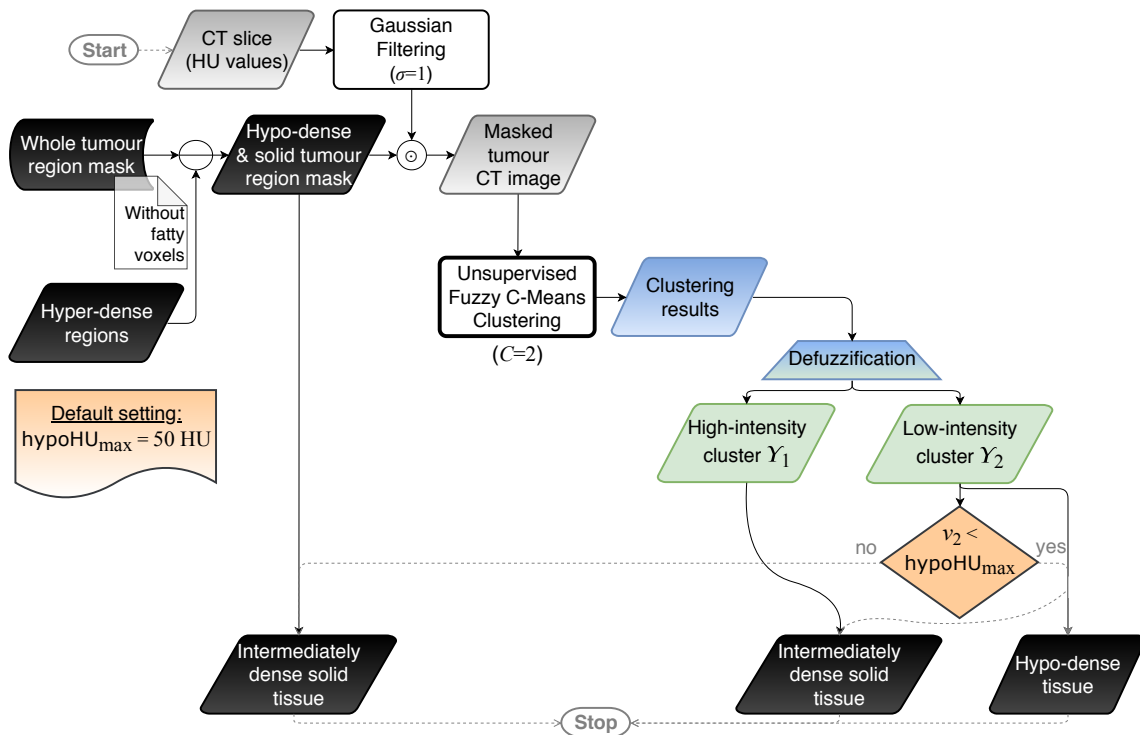 Start
CT slice
(HU values)
Gaussian
Filtering
(σ=1)
Whole tumour
region mask
Hypo-dense
& solid tumour
region mask
Masked
tumour
CT image
Without
fatty
voxels
Hyper-dense
regions
Unsupervised
Fuzzy C-Means
Clustering
(C=2)
Clustering
results
Defuzzification
Default setting:
hypoHUmax = 50 HU
High-intensity
cluster Υ1
Low-intensity
cluster Υ2
no
v2 <
hypoHUmax
yes
Intermediately
dense solid
tissue
Intermediately
dense solid
tissue
Hypo-dense
tissue
Stop